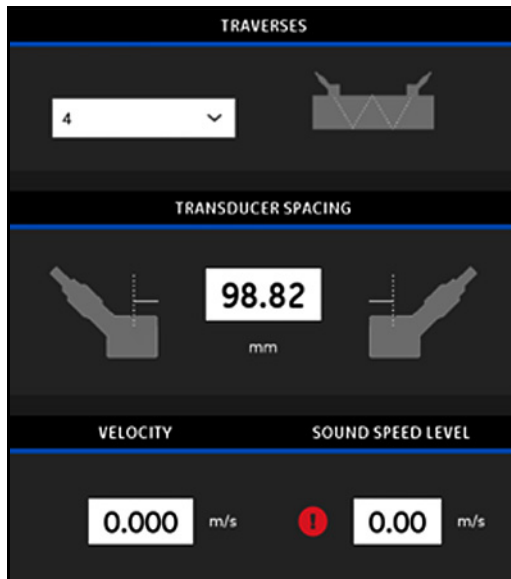 TRAVERSES
4
TRANSDUCER SPACING
98.82
mm
VELOCITY SOUND SPEED LEVEL
0.000 m/s ! 0.00 m/s